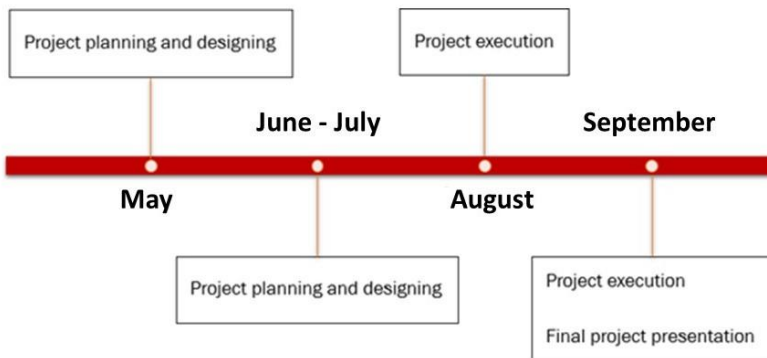 Project planning and designing
Project execution
June - July
September
May
August
Project planning and designing
Project execution
Final project presentation